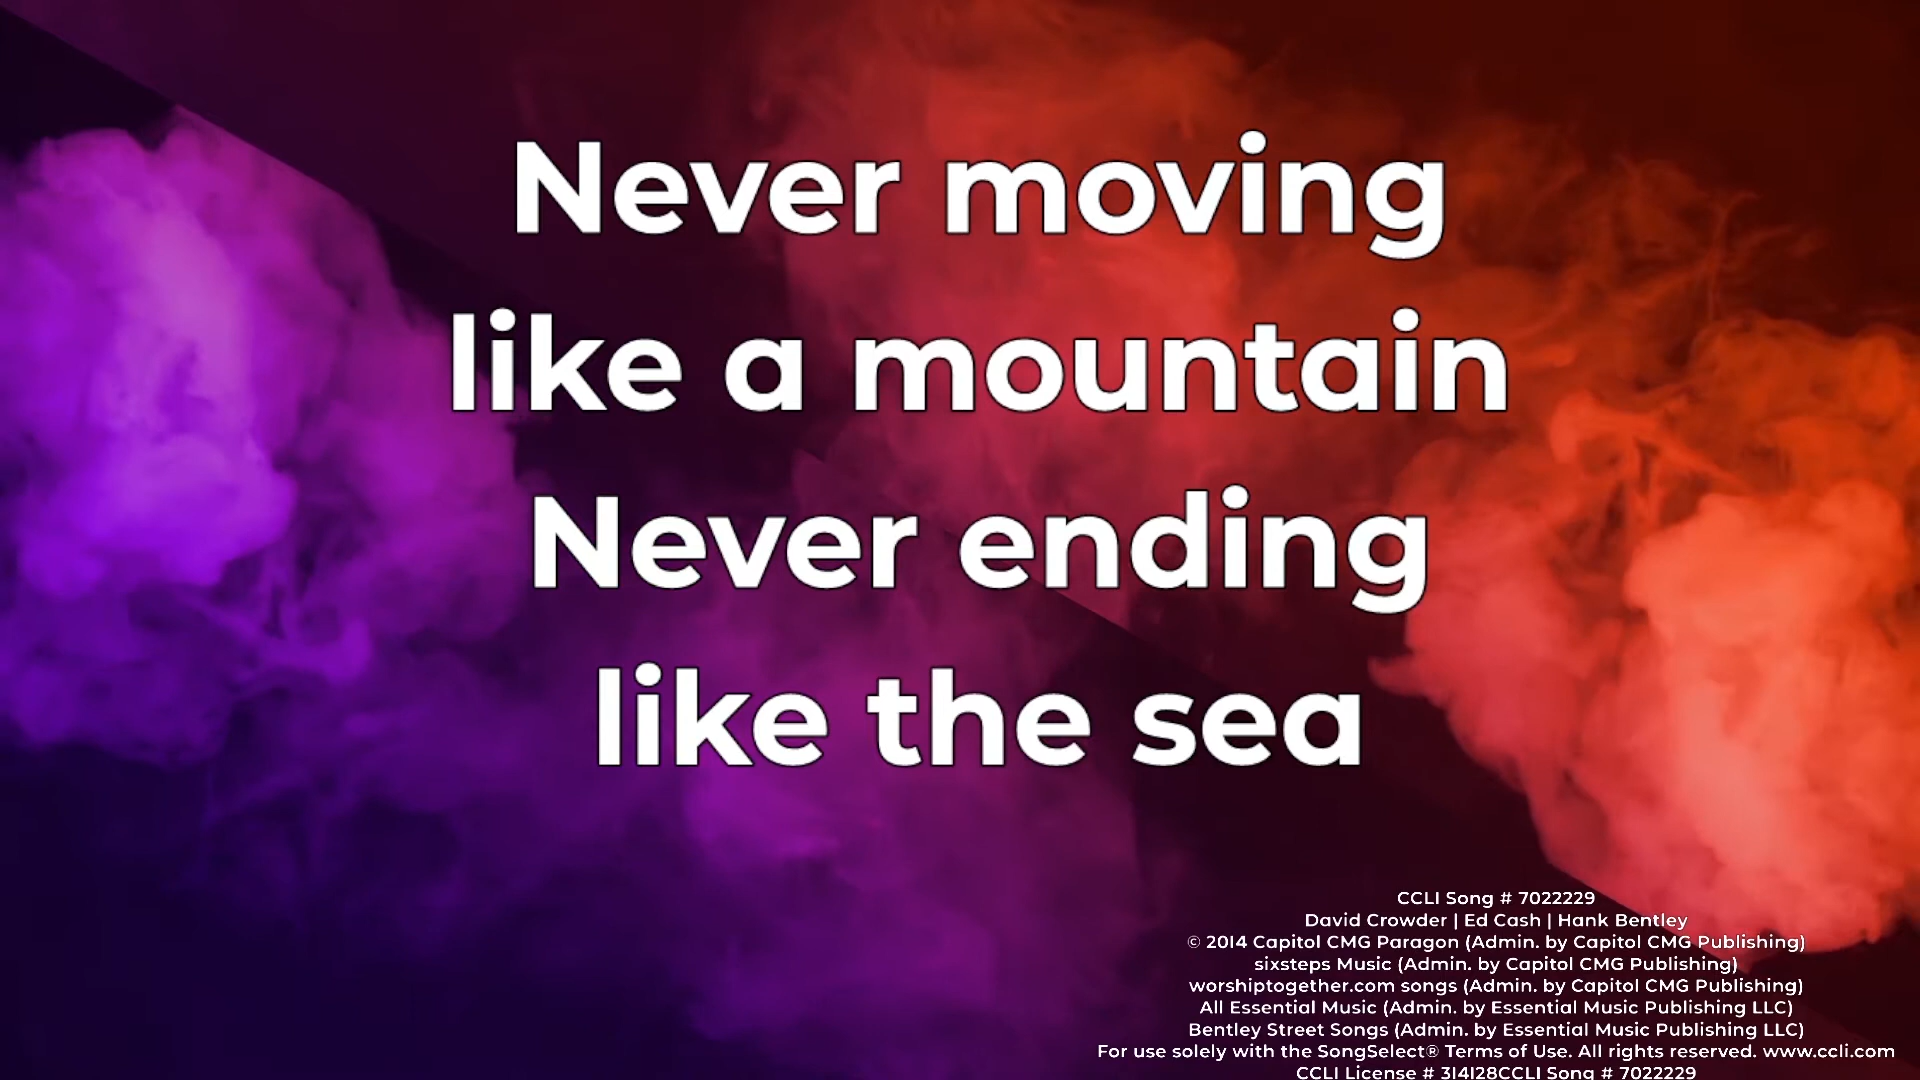 Never moving
like a mountain
Never ending
like the sea
CCLI Song # 7022229
David Crowder | Ed Cash | Hank Bentley
© 2014 Capitol CMG Paragon (Admin. by Capitol CMG Publishing)
sixsteps Music (Admin. by Capitol CMG Publishing)
worshiptogether.com songs (Admin. by Capitol CMG Publishing)
All Essential Music (Admin. by Essential Music Publishing LLC)
Bentley Street Songs (Admin. by Essential Music Publishing LLC)
For use solely with the SongSelect® Terms of Use. All rights reserved. www.ccli.com
CCLI License # 314128CCLI Song # 7022229